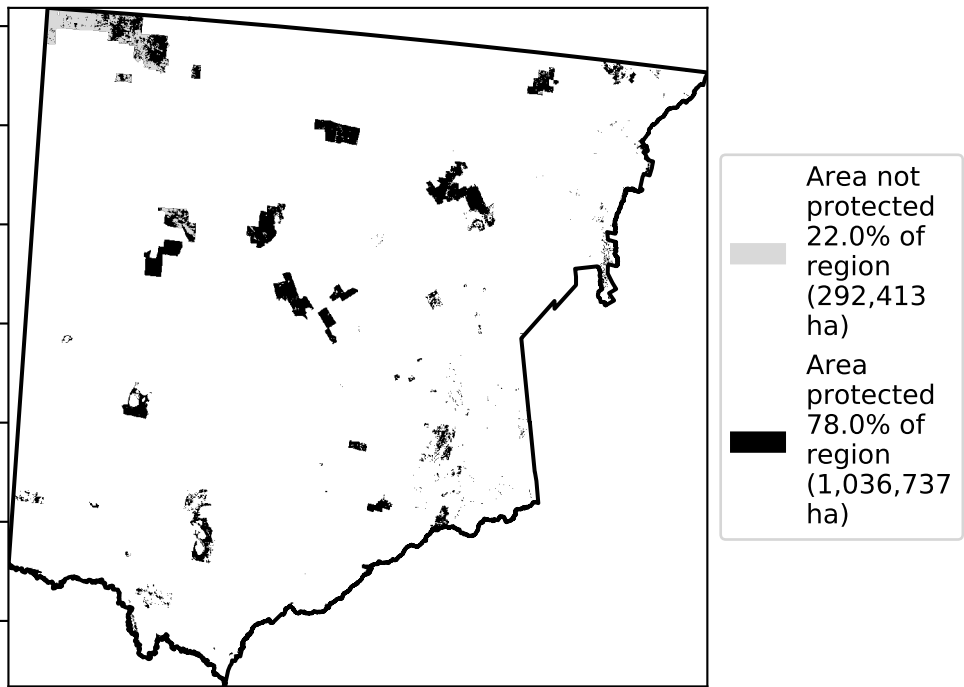 Area not
protected
22.0% of
region
(292,413
ha)
Area
protected
78.0% of
region
(1,036,737
ha)